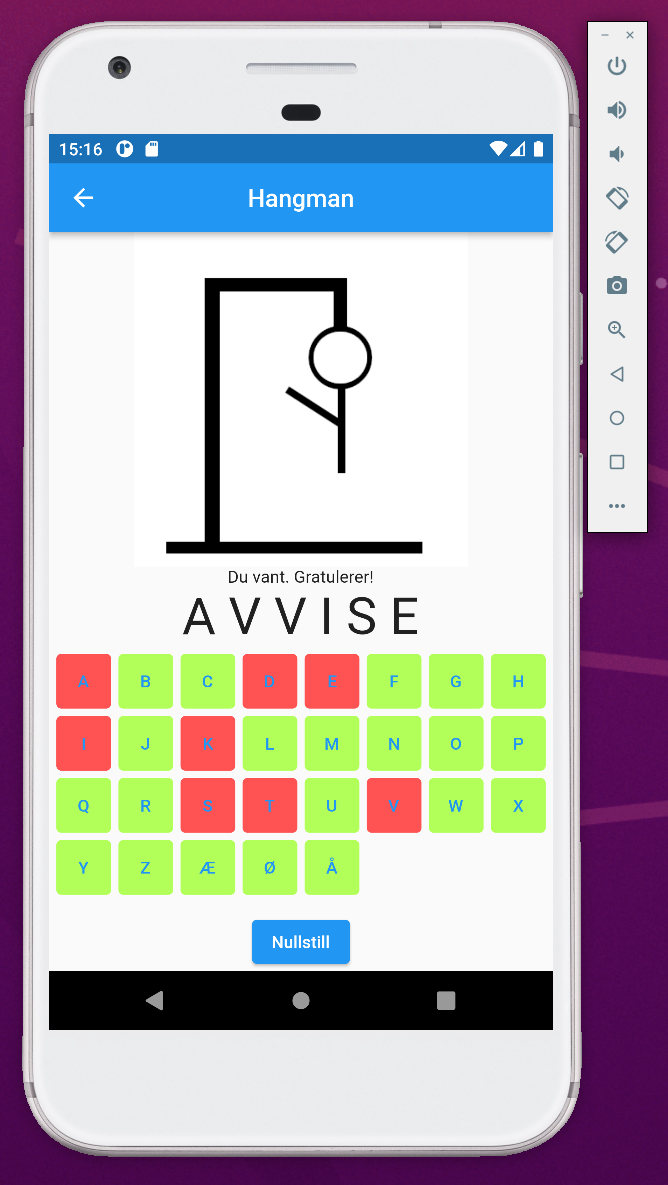 15:16
Hangman
Du vant. Gratulerer!
A V V I S E
A B C D E F G H
I J K L M N O P
Q R S T U V W X
Y Z Æ Ø Å
Nullstill